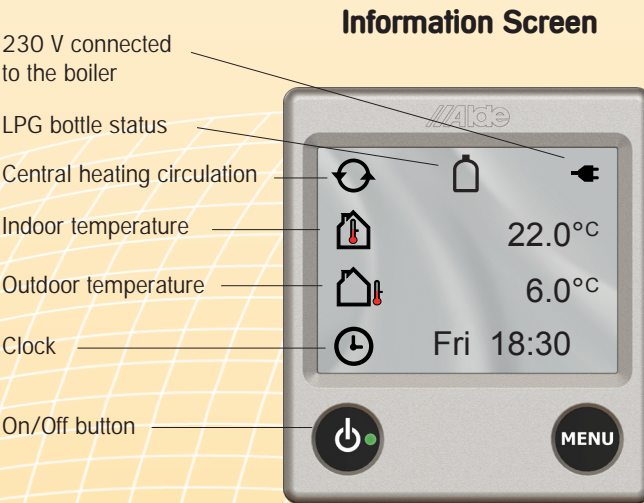 Information Screen
230 V connected
to the boiler
Alde
LPG bottle status
Central heating circulation
Indoor temperature
22.0°C
Outdoor temperature
6.0°C
Clock
Fri 18:30
On/Off button
MENU